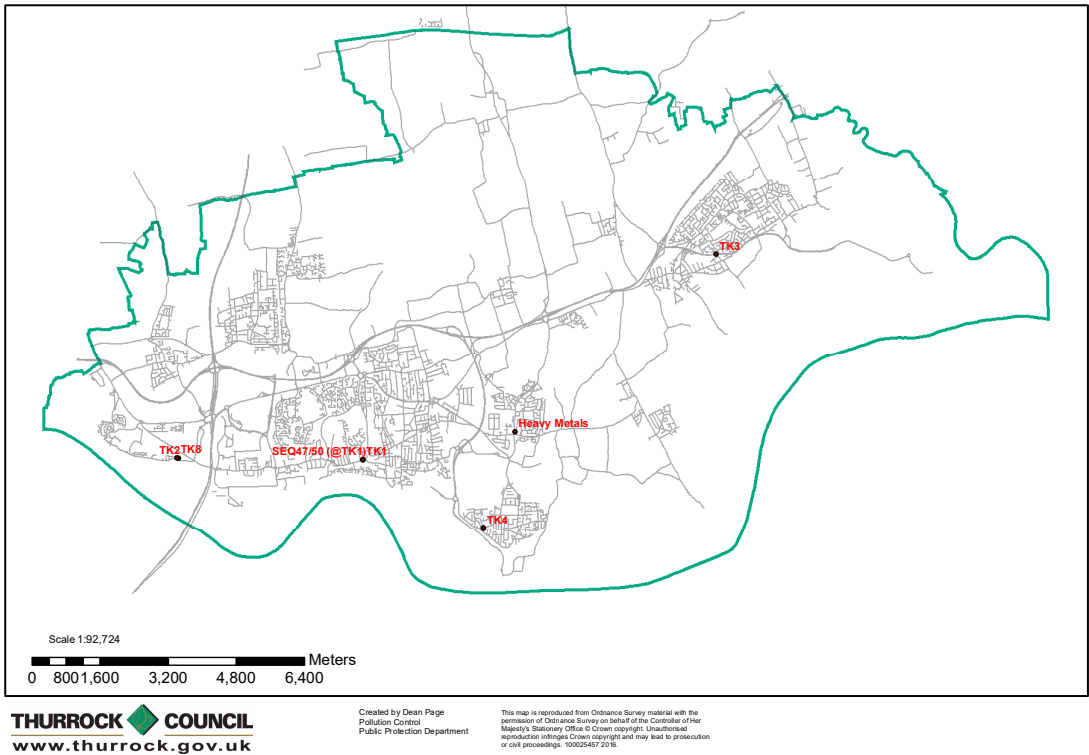 TK3
Heavy Metals
TK2TK8
SEQ47/50 (@TK1)TK1
TK4
Scale 1:92,724
Meters
0 800 1,600 3,200 4,800 6,400
THURROCK COUNCIL
www.thurrock.gov.uk
Created by Dean Page
Pollution Control
Public Protection Department
This map is reproduced from Ordnance Survey material with the
permission of Ordnance Survey on behalf of the Controller of Her
Majesty's Stationery Office © Crown copyright. Unauthorised
reproduction infringes Crown copyright and may lead to prosecution
or civil proceedings. 100025457 2016.